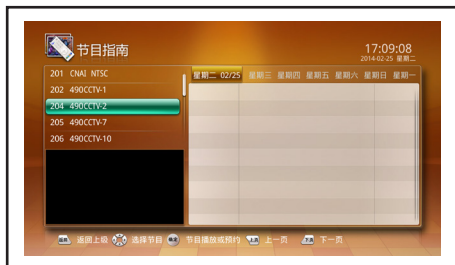 节目指南
17:09:08
2014-02-25 星期二
201 CNAI NTSC
202 490CCTV-1
204 490CCTV-2
205 490CCTV-7
206 490CCTV-10
星期二 02/25 星期三 星期四 星期五 星期六 星期日 星期一
返回上级 选择节目 节目播放或预约 上一页 下一页